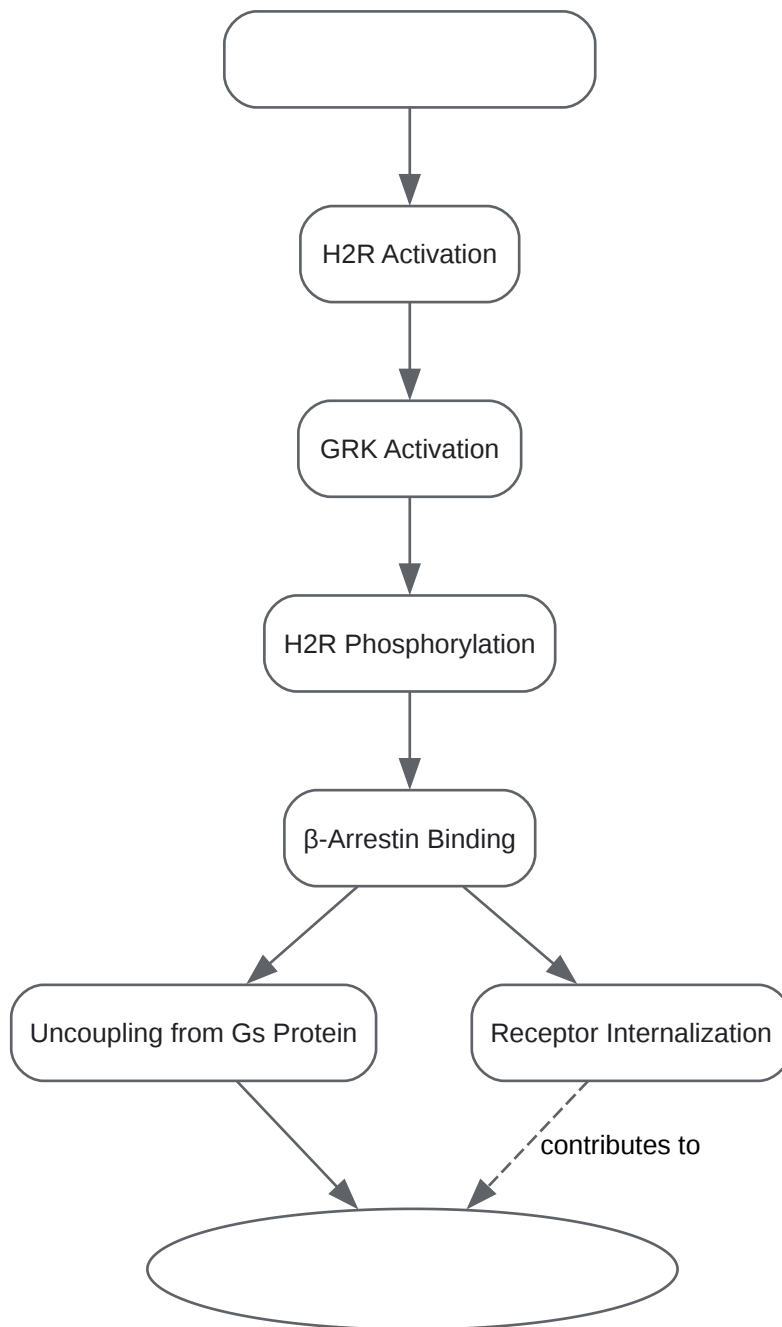 H2R Activation
GRK Activation
H2R Phosphorylation
β-Arrestin Binding
Uncoupling from Gs Protein
Receptor Internalization
contributes to